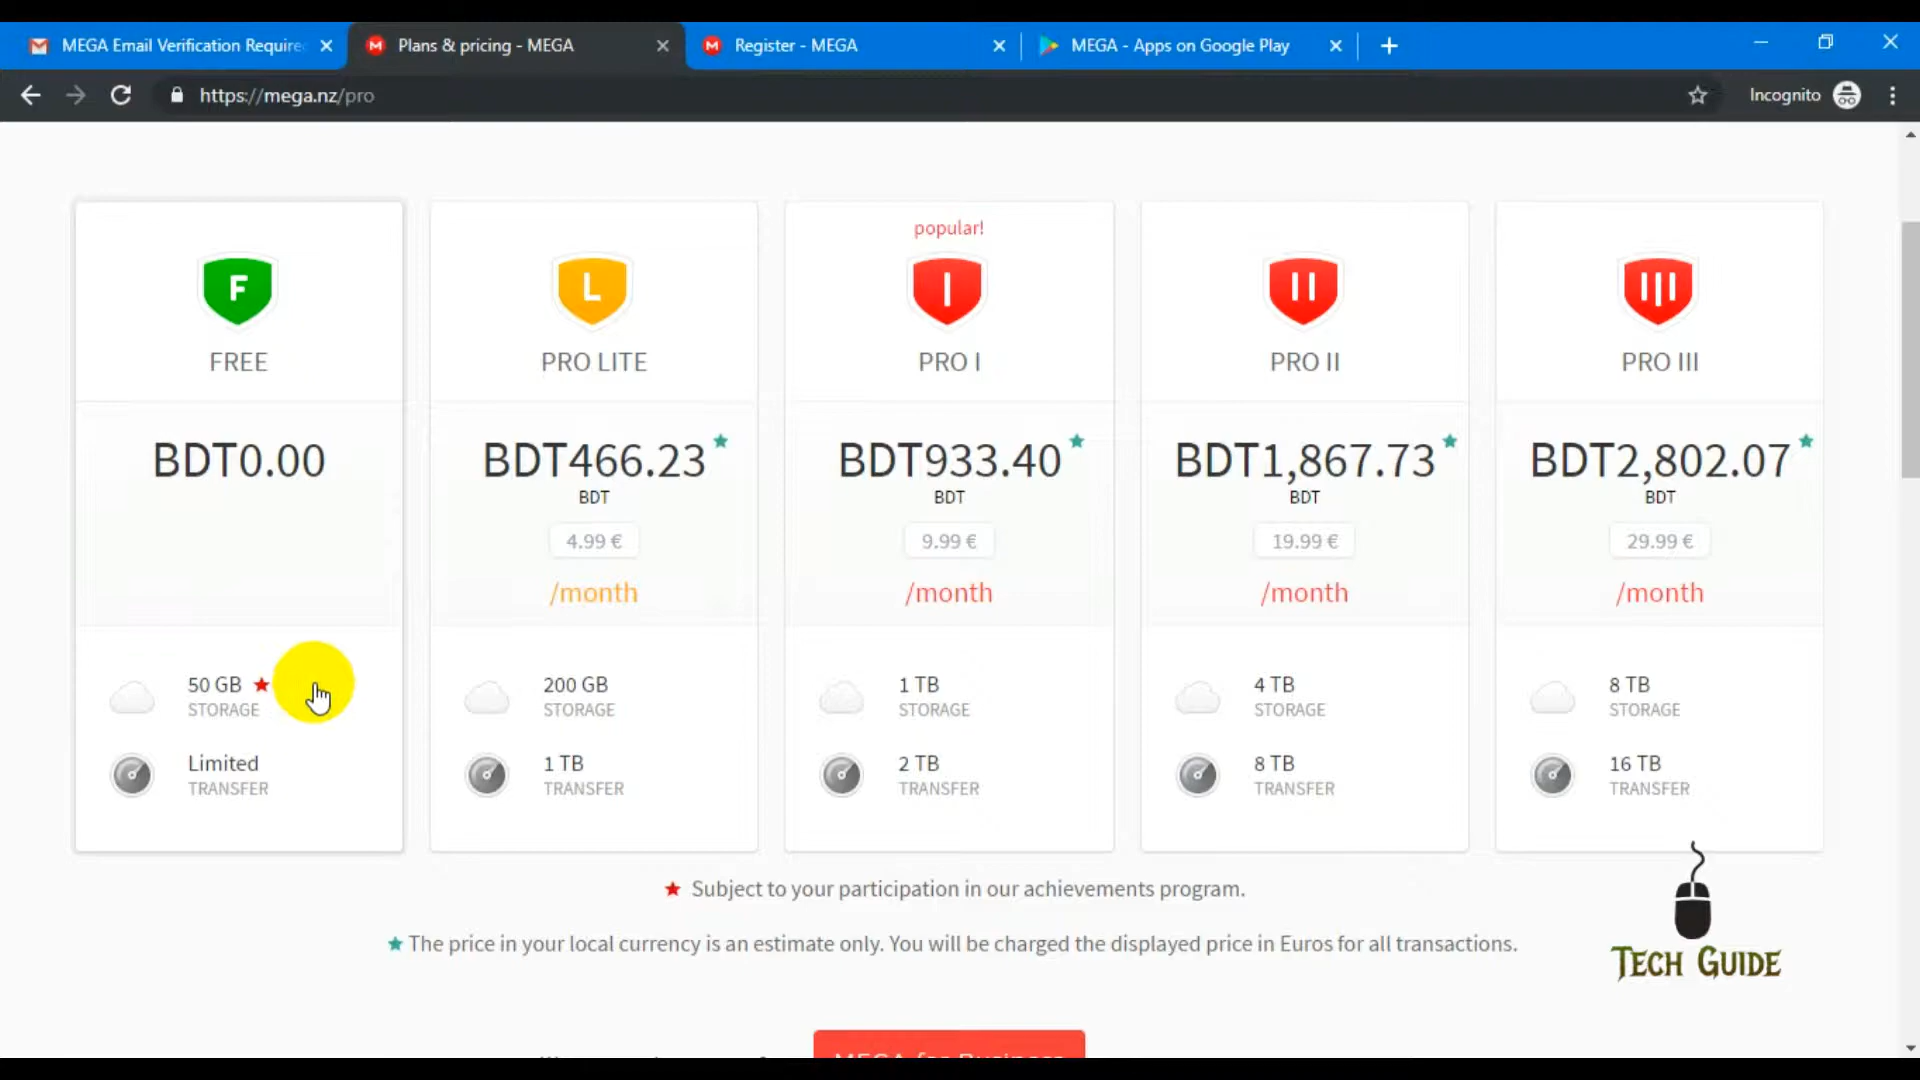 MEGA Email Verification Require
Plans & pricing - MEGA
Register - MEGA
MEGA - Apps on Google Play
https://mega.nz/pro
Incognito
popular!
F
L
I
II
III
FREE
PRO LITE
PRO I
PRO II
PRO III
BDT0.00
BDT466.23
BDT933.40
BDT1,867.73
BDT2,802.07
BDT
BDT
BDT
BDT
4.99 €
9.99 €
19.99 €
29.99 €
/month
/month
/month
/month
50 GB
STORAGE
200 GB
STORAGE
1 TB
STORAGE
4 TB
STORAGE
8 TB
STORAGE
Limited
TRANSFER
1 TB
TRANSFER
2 TB
TRANSFER
8 TB
TRANSFER
16 TB
TRANSFER
★ Subject to your participation in our achievements program.
★ The price in your local currency is an estimate only. You will be charged the displayed price in Euros for all transactions.
TECH GUIDE
MEGA for Business